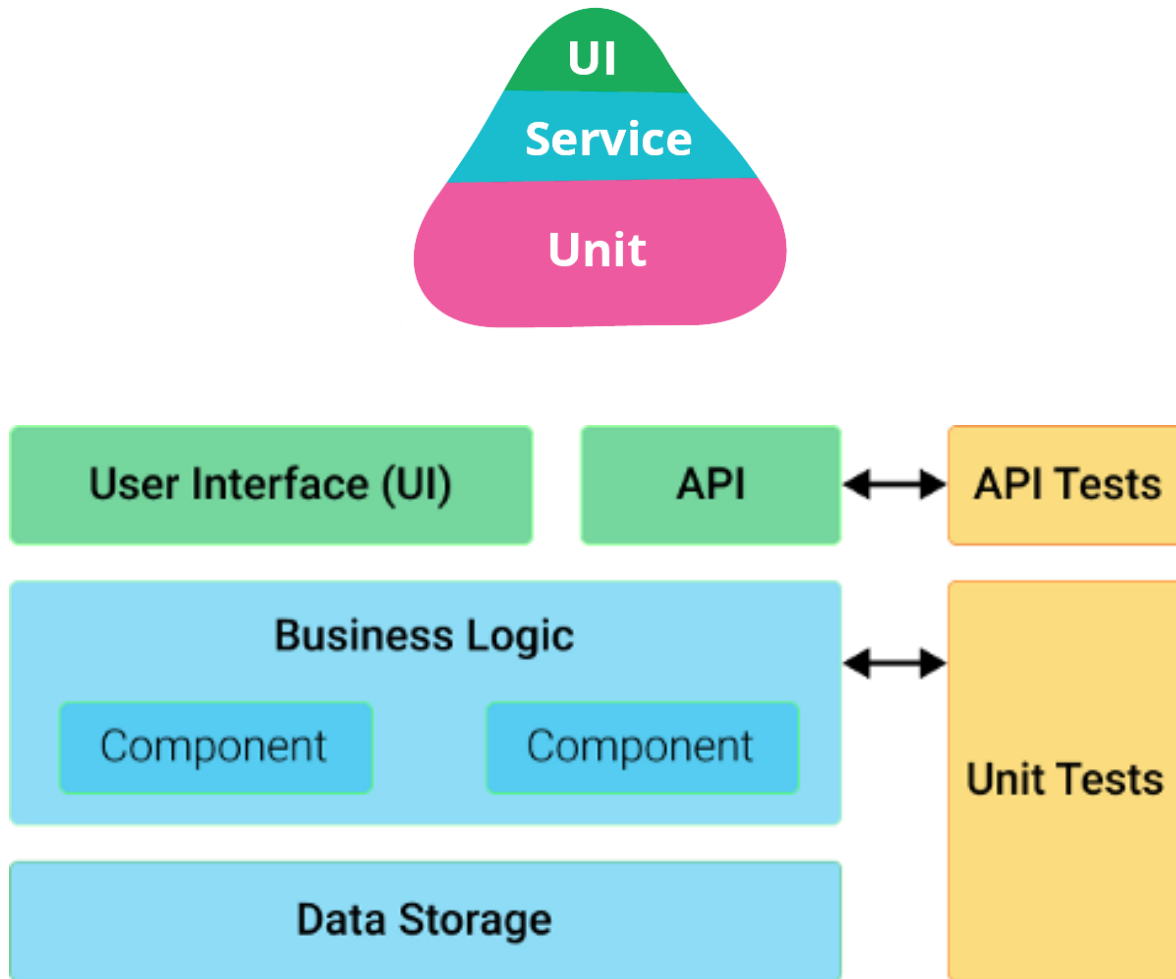 UI
Service
Unit
User Interface (UI)
API
API Tests
Business Logic
Component
Component
Unit Tests
Data Storage